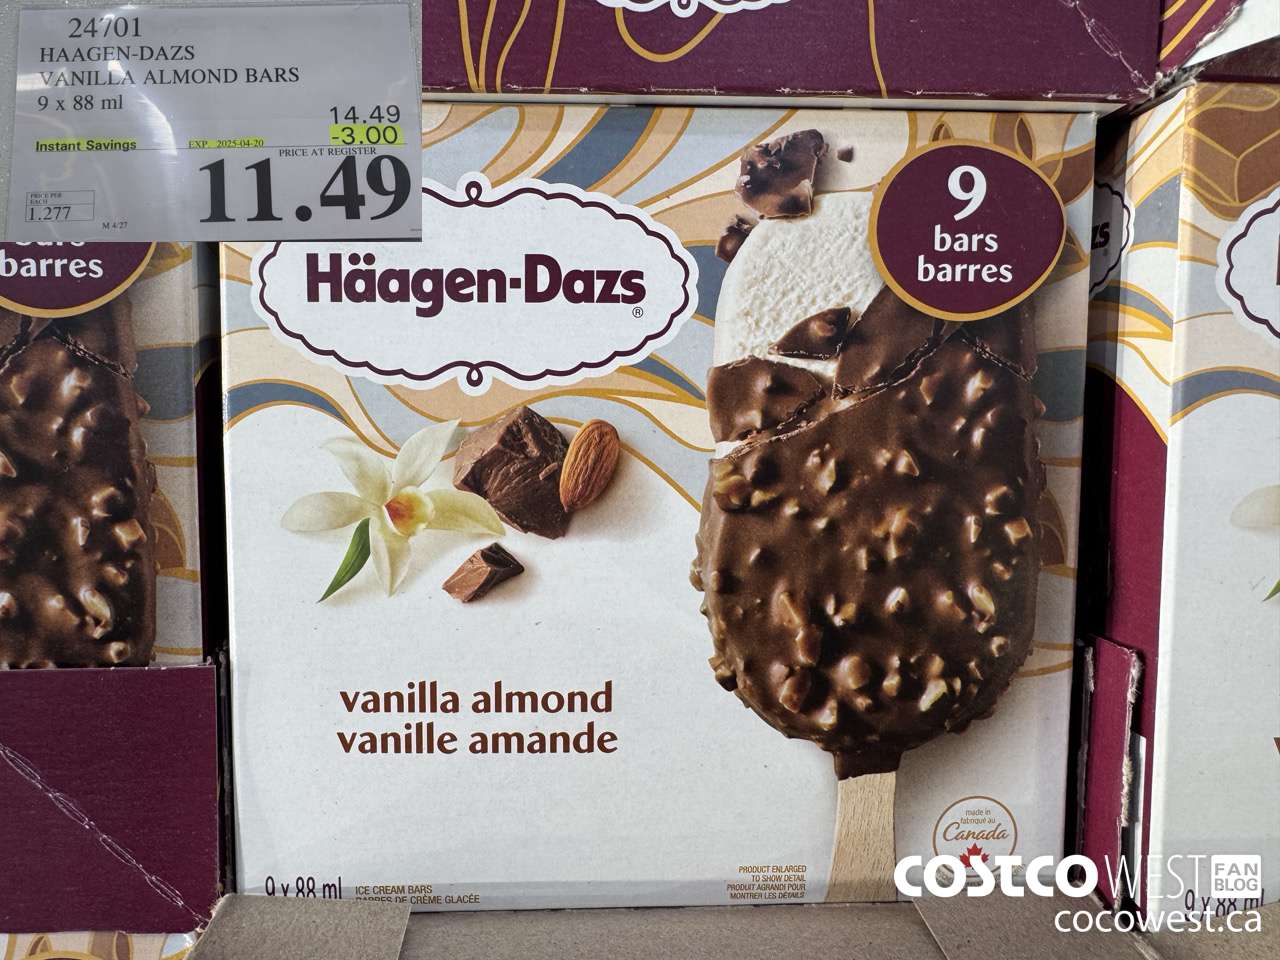 24701
HAAGEN-DAZS
VANILLA ALMOND BARS
9 x 88 ml
14.49
Instant Savings EXP. 2025-04-20 -3.00
PRICE AT REGISTER
11.49
PRICE PER
EACH
1.277
M 4/27
barres
Häagen-Dazs®
9
bars
barres
vanilla almond
vanille amande
made in
fabriqué au
Canada
PRODUCT ENLARGED
TO SHOW DETAIL
PRODUIT AGRANDI POUR
MONTRER LES DÉTAILS
9 x 88 ml ICE CREAM BARS
BARRES DE CRÈME GLACÉE
9 x 88 ml
COSTCO WEST FAN BLOG
cocowest.ca